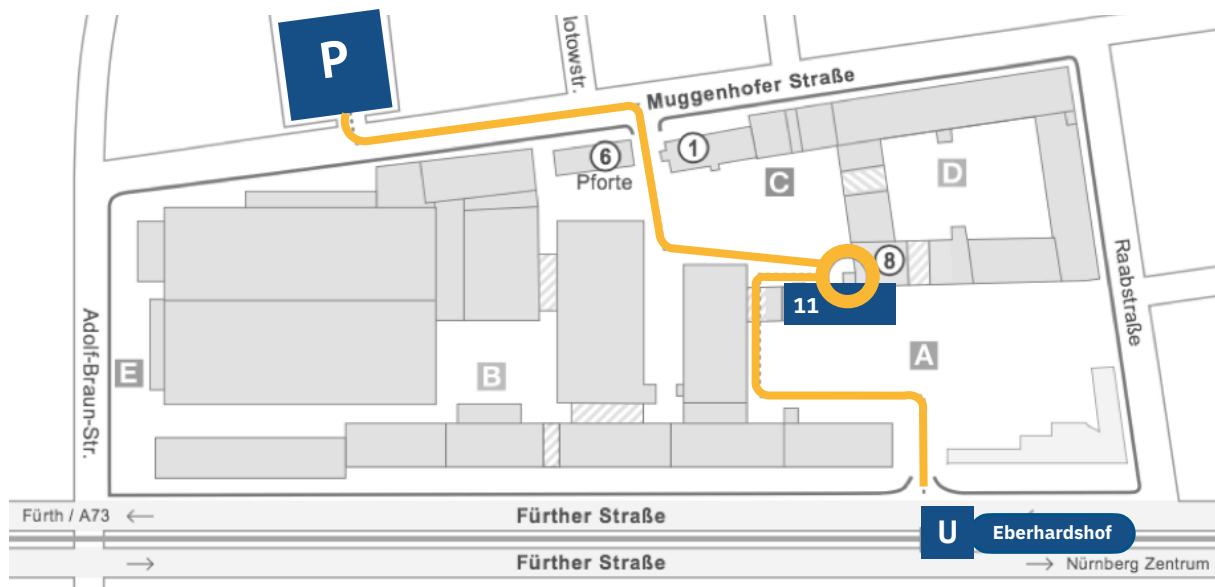 P
lotowstr.
Muggenhofer Straße
1
6
Pforte
C
D
8
11
Raabstraße
Adolf-Braun-Str.
E
B
A
Fürth / A73
←
Fürther Straße
←
U
Eberhardshof
→
Fürther Straße
→
Nürnberg Zentrum